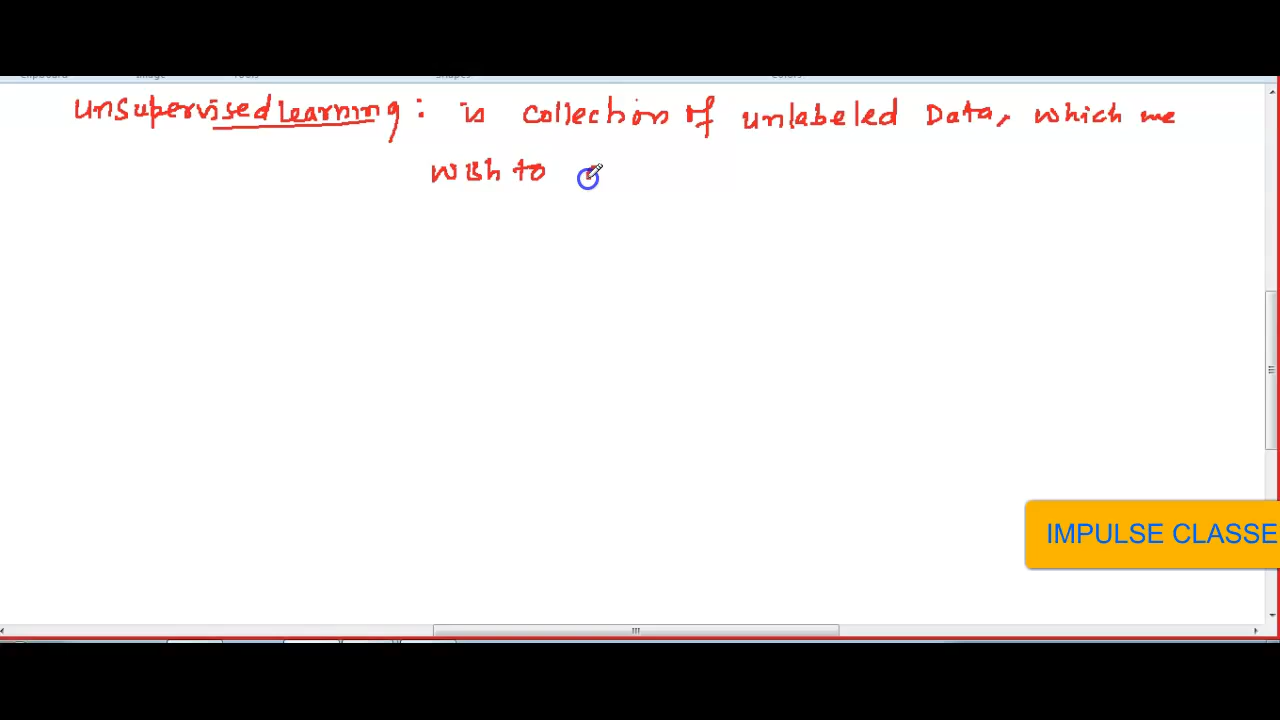 Unsupervised Learning : is collection of unlabeled Data, which we
wish to
IMPULSE CLASSE